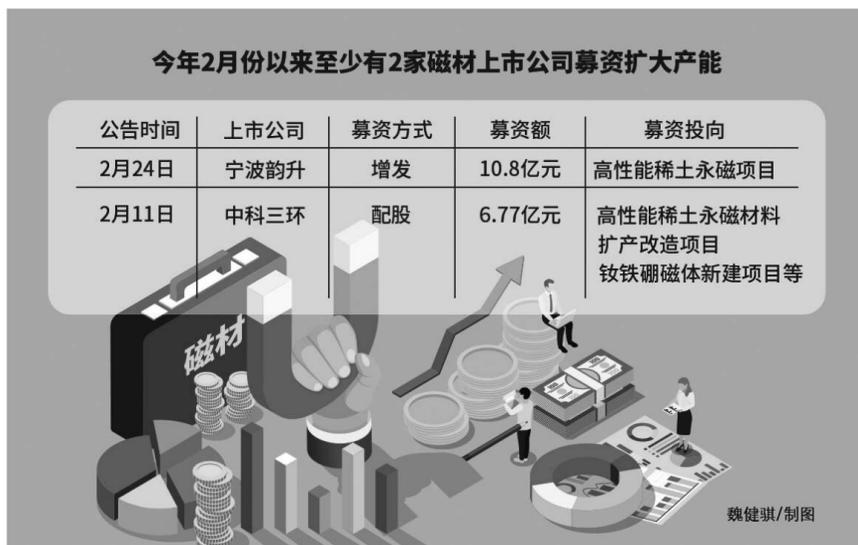 今年2月份以来至少有2家磁材上市公司募资扩大产能
公告时间 上市公司 募资方式 募资额 募资投向
2月24日 宁波韵升 增发 10.8亿元 高性能稀土永磁项目
2月11日 中科三环 配股 6.77亿元 高性能稀土永磁材料
扩产改造项目
钕铁硼磁体新建项目等
磁材
魏健骐/制图